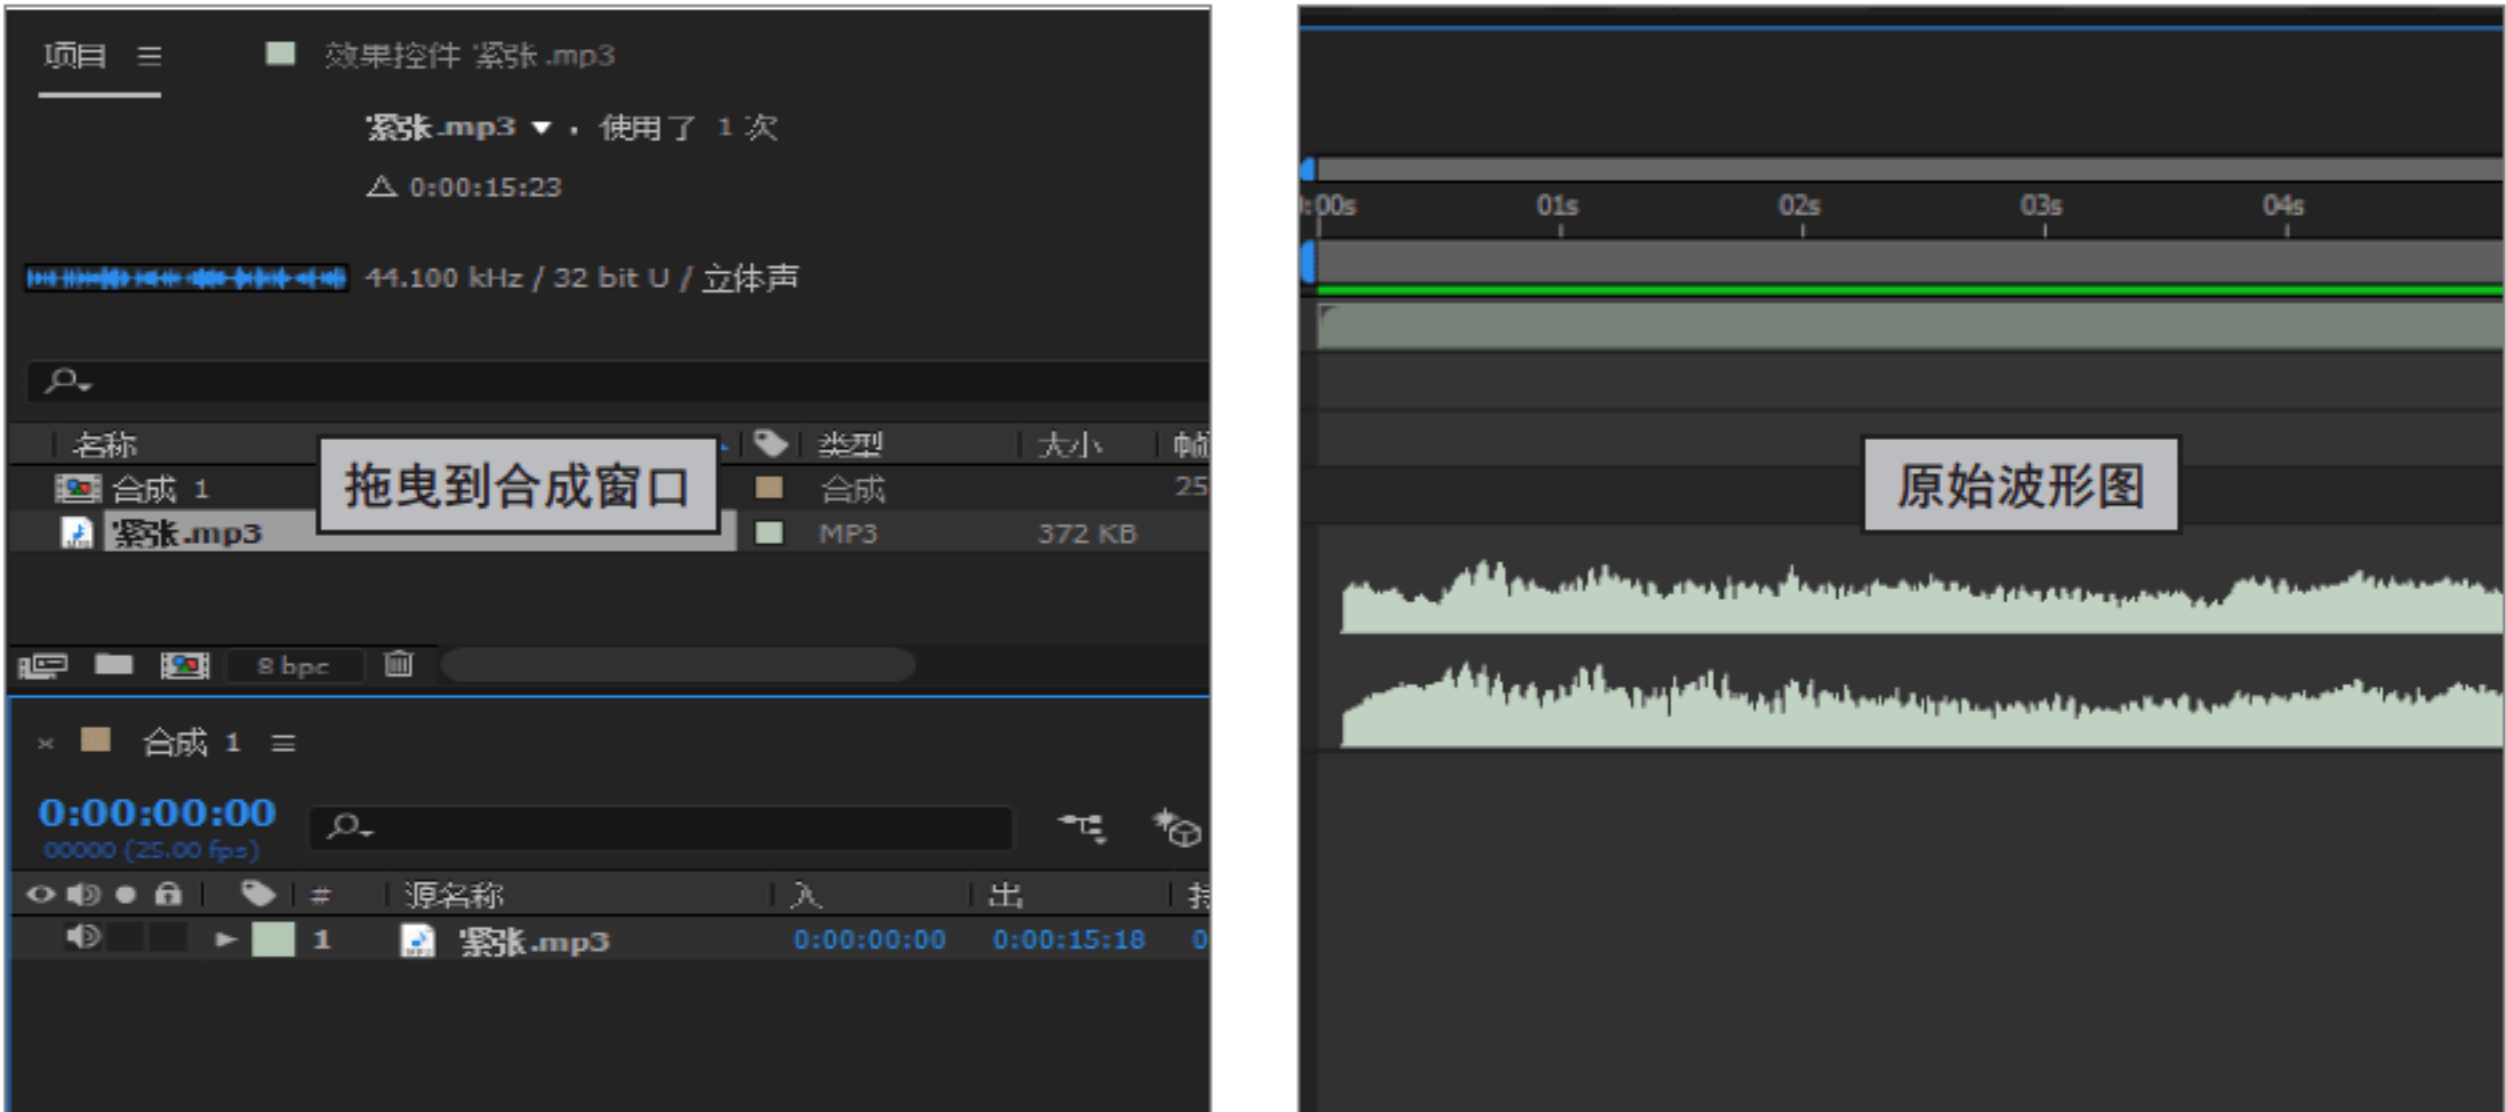 项目 效果控件 紧张.mp3
紧张.mp3 ▼ . 使用了 1 次
△ 0:00:15:23
44.100 kHz / 32 bit U / 立体声
名称 类型 大小 帧
合成 1 合成 25
紧张.mp3 MP3 372 KB
拖曳到合成窗口
8 bpc
× 合成 1
0:00:00:00
00000 (25.00 fps)
# 源名称 入 出 持
1 紧张.mp3 0:00:00:00 0:00:15:18 0
:00s 01s 02s 03s 04s
原始波形图